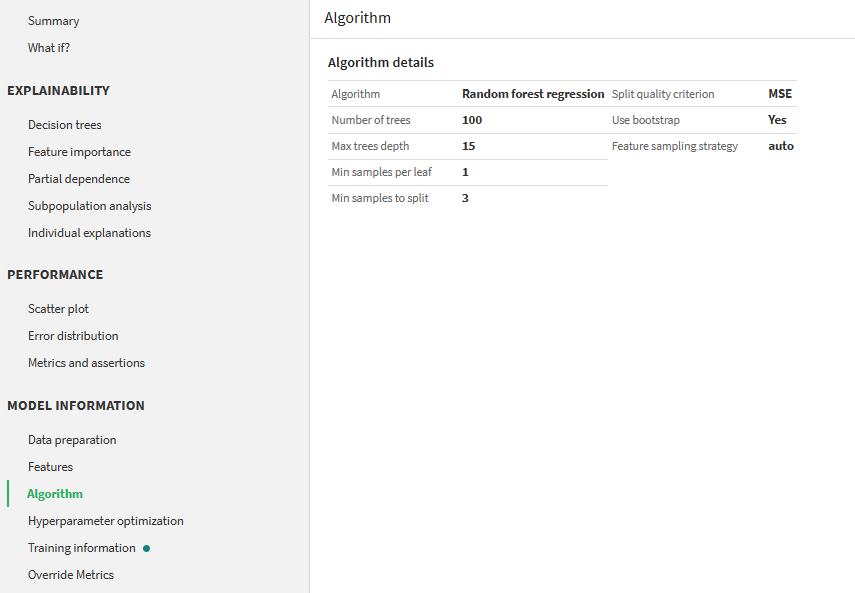 Summary
What if?
EXPLAINABILITY
Decision trees
Feature importance
Partial dependence
Subpopulation analysis
Individual explanations
PERFORMANCE
Scatter plot
Error distribution
Metrics and assertions
MODEL INFORMATION
Data preparation
Features
Algorithm
Hyperparameter optimization
Training information
Override Metrics
Algorithm
Algorithm details
Algorithm Random forest regression Split quality criterion MSE
Number of trees 100 Use bootstrap Yes
Max trees depth 15 Feature sampling strategy auto
Min samples per leaf 1
Min samples to split 3